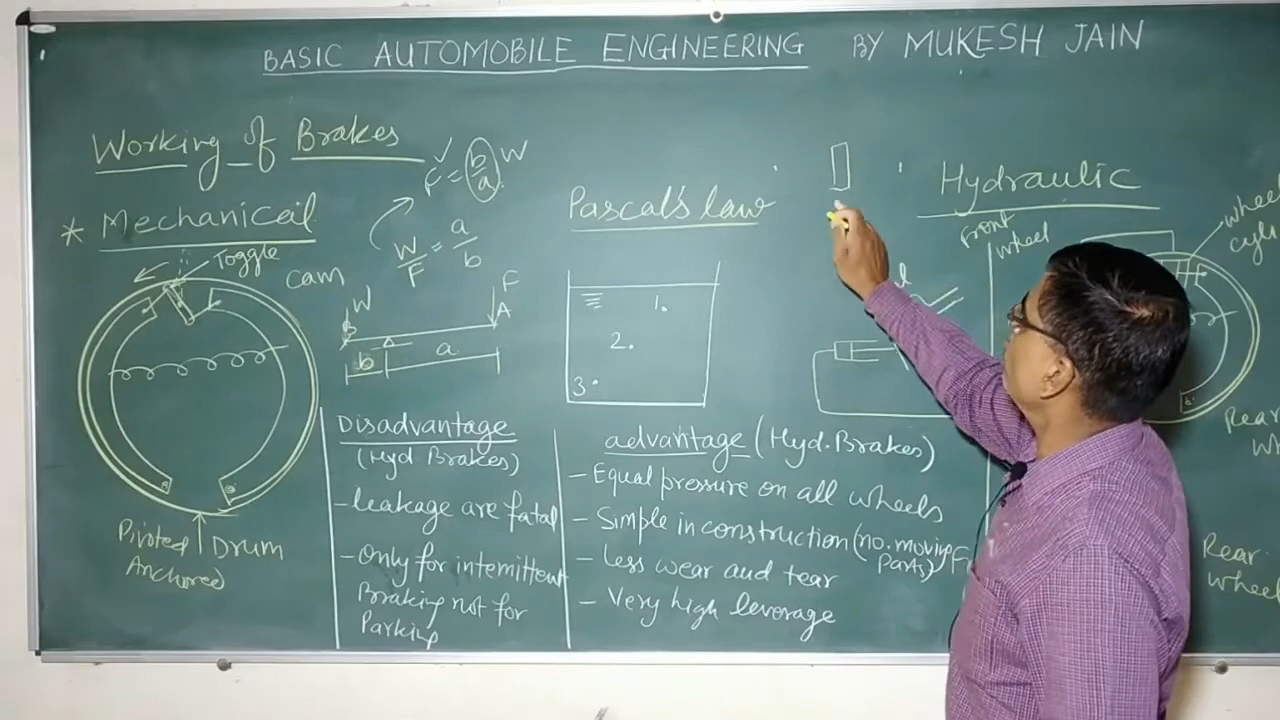 BASIC AUTOMOBILE ENGINEERING BY MUKESH JAIN
Working of Brakes
* Mechanical
Toggle
Cam
F = b/a W
W/F = a/b
W
F
B
A
b
a
Pivoted
Anchored
Drum
Pascal's law
1.
2.
3.
Hydraulic
front
wheel
wheel
Disadvantage
(Hyd Brakes)
- leakage are fatal
- Only for intemittent
Braking not for
Parking
advantage (Hyd. Brakes)
- Equal pressure on all wheels
- Simple in construction (no. moving
Parts)
- Less wear and tear
- Very high leverage
Rear
wheel